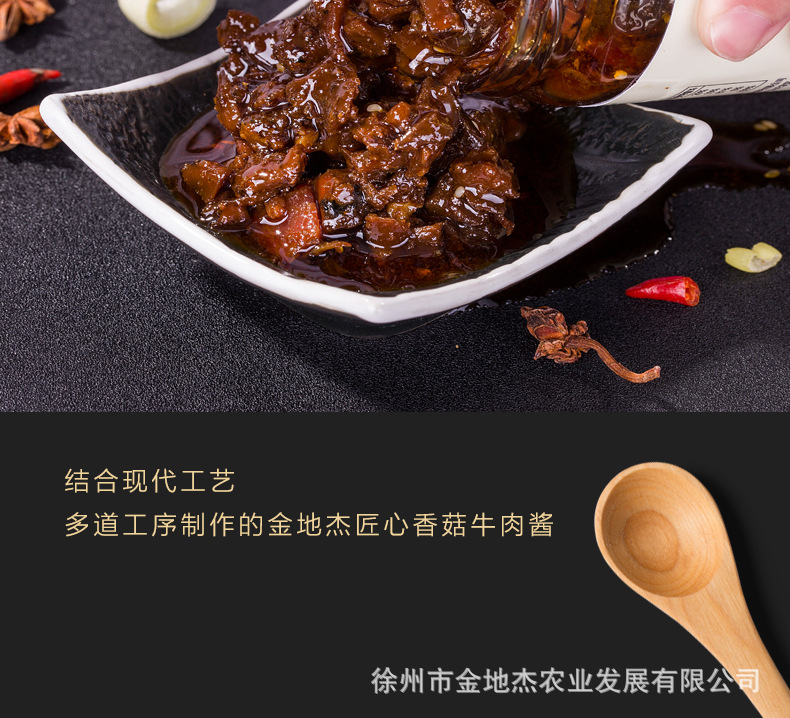 结合现代工艺
多道工序制作的金地杰匠心香菇牛肉酱
徐州市金地杰农业发展有限公司